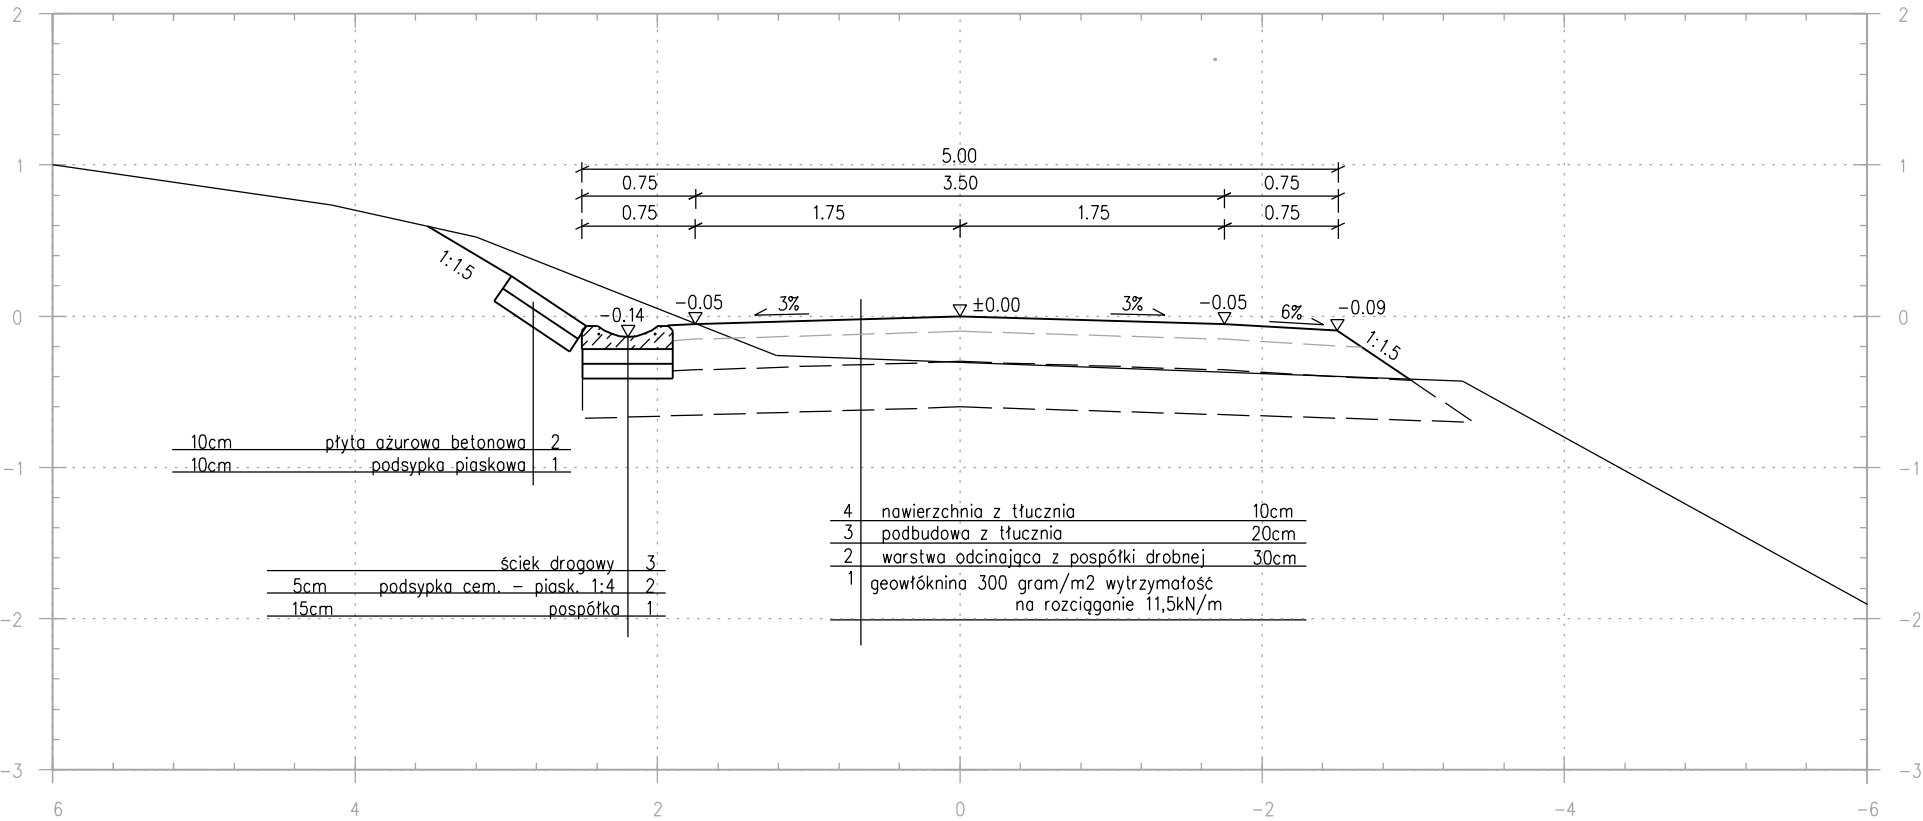 2 2
5.00
1 1
0.75 3.50 0.75
0.75 1.75 1.75 0.75
1:1.5
-0.14 -0.05 3% ±0.00 3% -0.05 6% -0.09
0 0
1:1.5
10cm płyta ażurowa betonowa 2
10cm podsypka piaskowa 1
-1 -1
4 nawierzchnia z tłucznia 10cm
3 podbudowa z tłucznia 20cm
2 warstwa odcinająca z pospółki drobnej 30cm
1 geowłóknina 300 gram/m2 wytrzymałość
na rozciąganie 11,5kN/m
ściek drogowy 3
5cm podsypka cem. - piask. 1:4 2
15cm pospółka 1
-2 -2
-3 -3
6 4 2 0 -2 -4 -6